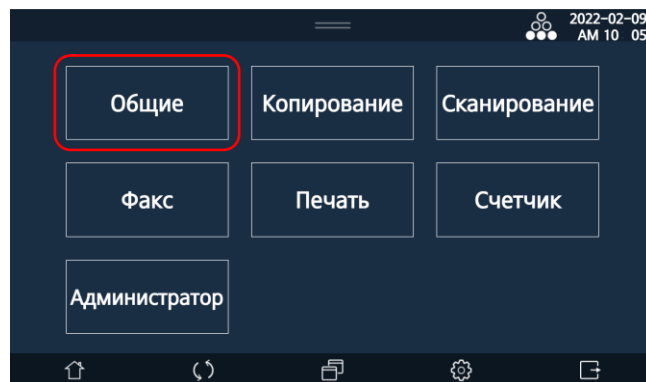 2022-02-09
AM 10 05
Общие Копирование Сканирование
Факс Печать Счетчик
Администратор